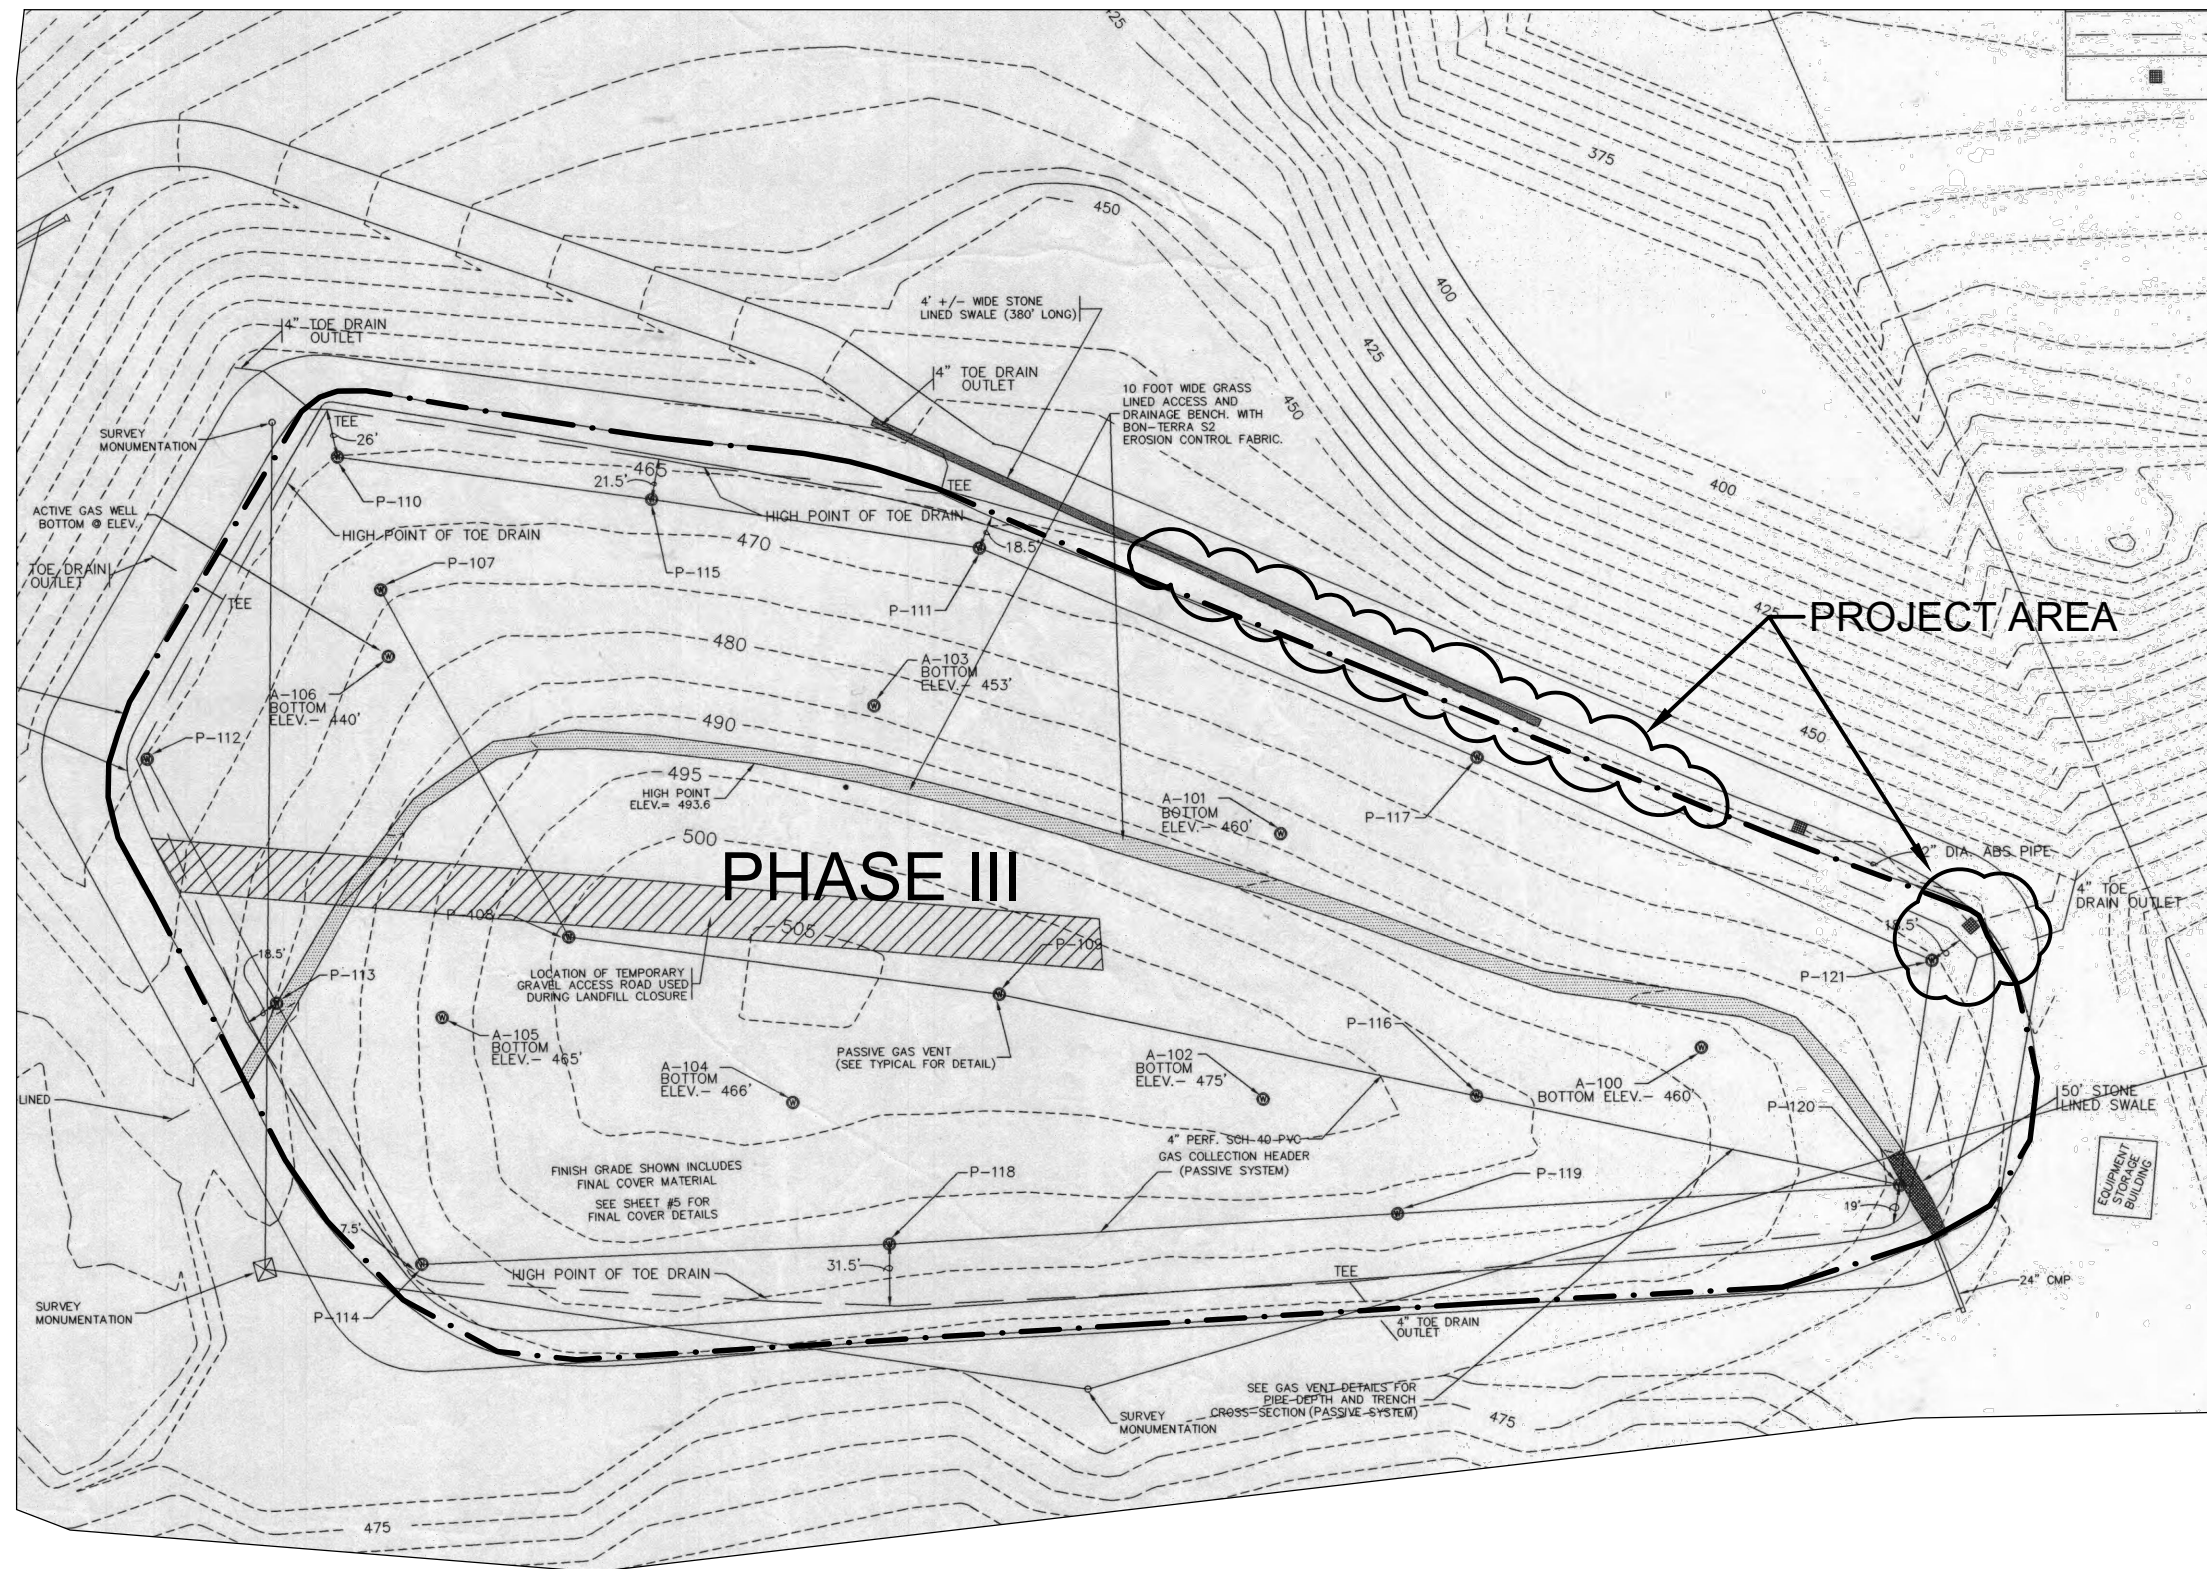 425
375
450
400
4' +/- WIDE STONE
LINED SWALE (380' LONG)
4" TOE DRAIN
OUTLET
4" TOE DRAIN
OUTLET
425
10 FOOT WIDE GRASS
LINED ACCESS AND
DRAINAGE BENCH. WITH
BON-TERRA S2
EROSION CONTROL FABRIC.
450
SURVEY
MONUMENTATION
TEE
26'
465
21.5'
TEE
400
P-110
ACTIVE GAS WELL
BOTTOM @ ELEV.
HIGH POINT OF TOE DRAIN
HIGH POINT OF TOE DRAIN
470
18.5'
P-107
P-115
TOE DRAIN
OUTLET
TEE
P-111
425
PROJECT AREA
480
A-103
BOTTOM
ELEV.- 453'
A-106
BOTTOM
ELEV.- 440'
490
P-112
450
495
HIGH POINT
ELEV.= 493.6
A-101
BOTTOM
ELEV.- 460'
P-117
500
PHASE III
2" DIA. ABS PIPE
4" TOE
DRAIN OUTLET
P-108
505
P-109
18.5'
18.5'
P-113
LOCATION OF TEMPORARY
GRAVEL ACCESS ROAD USED
DURING LANDFILL CLOSURE
P-121
A-105
BOTTOM
ELEV.- 465'
P-116
PASSIVE GAS VENT
(SEE TYPICAL FOR DETAIL)
A-104
BOTTOM
ELEV.- 466'
A-102
BOTTOM
ELEV.- 475'
A-100
BOTTOM ELEV.- 460'
LINED
P-120
50' STONE
LINED SWALE
4" PERF. SCH-40-PVC
GAS COLLECTION HEADER
(PASSIVE SYSTEM)
FINISH GRADE SHOWN INCLUDES
FINAL COVER MATERIAL
SEE SHEET #5 FOR
FINAL COVER DETAILS
P-118
P-119
EQUIPMENT
STORAGE
BUILDING
19'
7.5'
31.5'
HIGH POINT OF TOE DRAIN
TEE
24" CMP
SURVEY
MONUMENTATION
P-114
4" TOE DRAIN
OUTLET
SEE GAS VENT DETAILS FOR
PIPE-DEPTH AND TRENCH
CROSS-SECTION (PASSIVE-SYSTEM)
SURVEY
MONUMENTATION
475
475